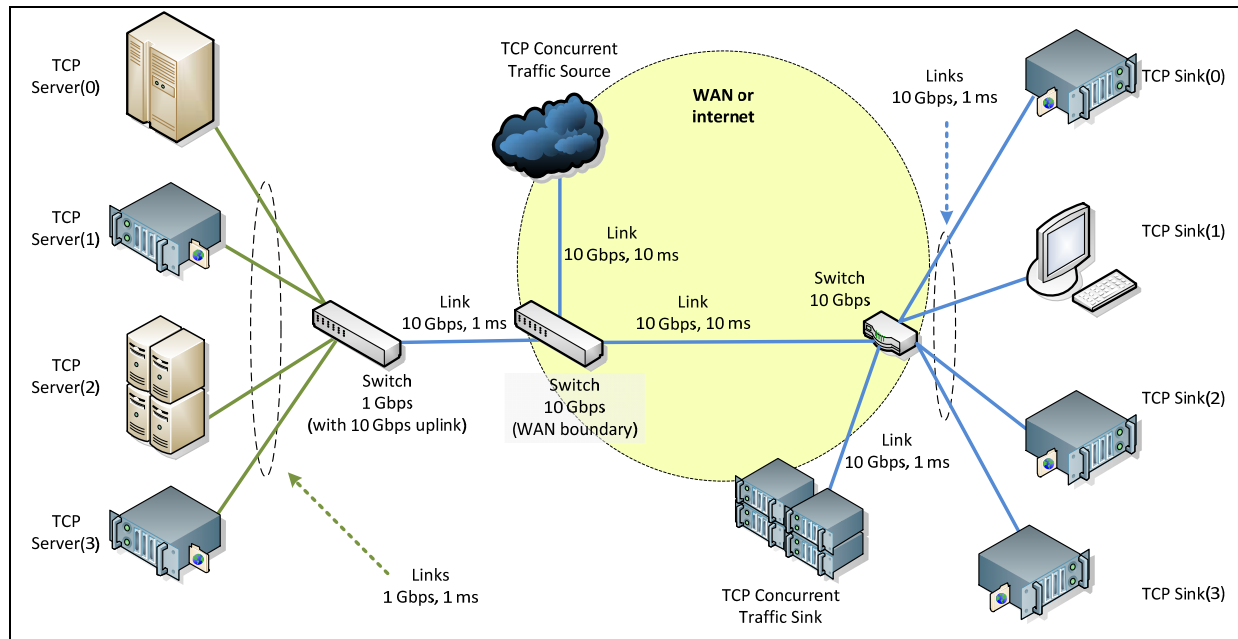 TCP
Server(0)
TCP
Server(1)
TCP
Server(2)
TCP
Server(3)
Links
1 Gbps, 1 ms
Switch
1 Gbps
(with 10 Gbps uplink)
Link
10 Gbps, 1 ms
TCP Concurrent
Traffic Source
WAN or
internet
Link
10 Gbps, 10 ms
Switch
10 Gbps
(WAN boundary)
Link
10 Gbps, 10 ms
Switch
10 Gbps
Links
10 Gbps, 1 ms
Link
10 Gbps, 1 ms
TCP Concurrent
Traffic Sink
TCP Sink(0)
TCP Sink(1)
TCP Sink(2)
TCP Sink(3)